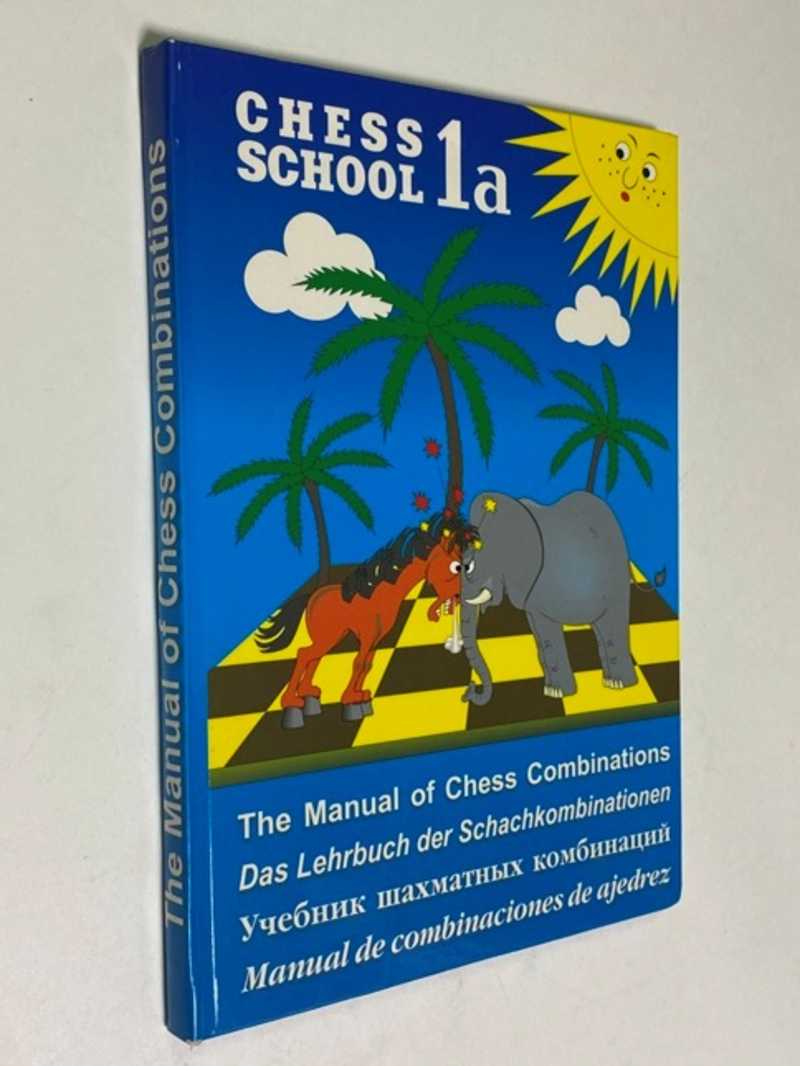 The Manual of Chess Combinations
CHESS
SCHOOL 1a
The Manual of Chess Combinations
Das Lehrbuch der Schachkombinationen
Учебник шахматных комбинаций
Manual de combinaciones de ajedrez